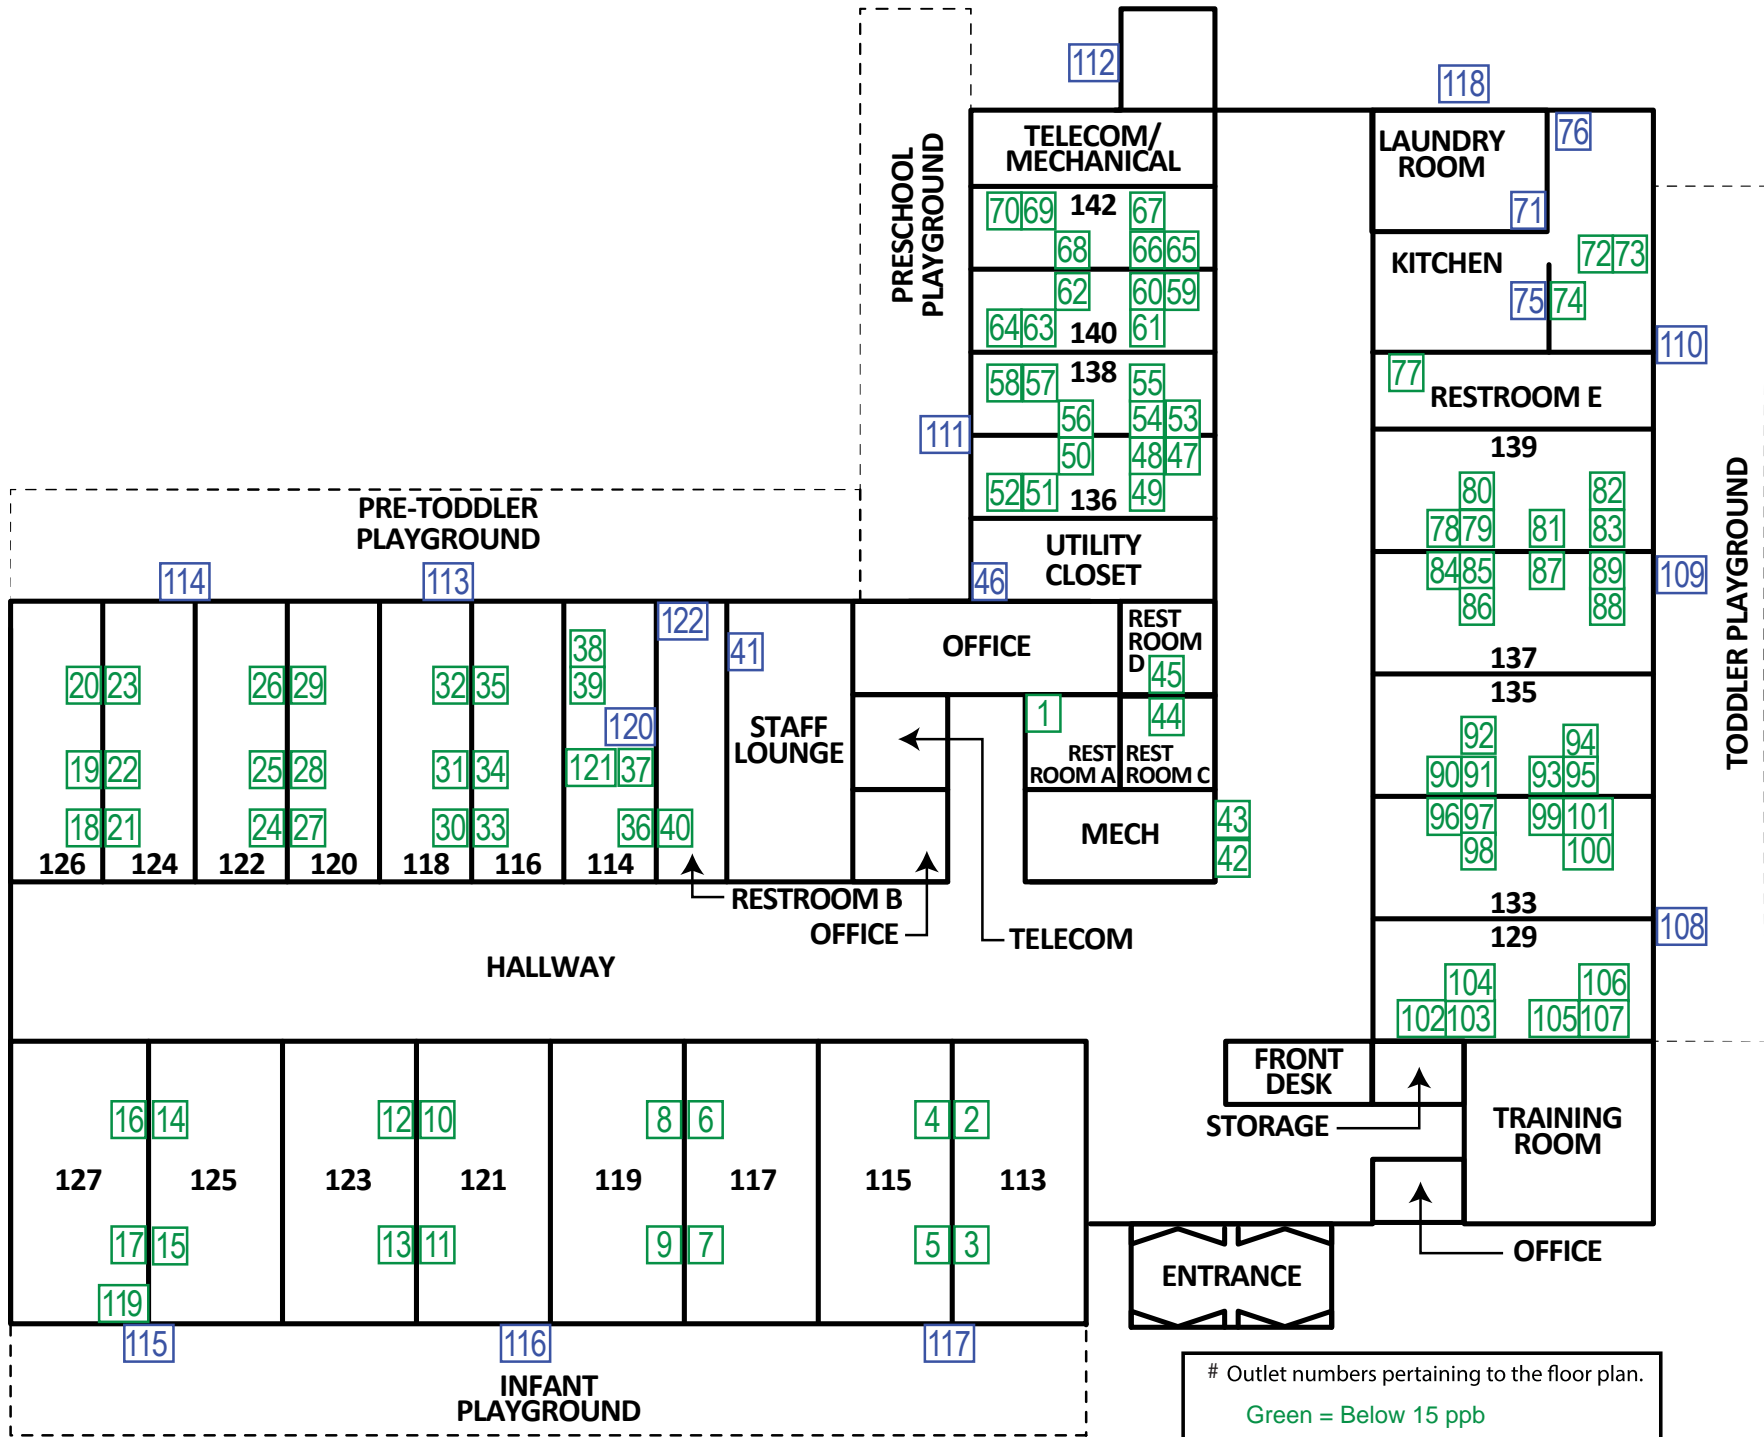 112
118
TELECOM/
MECHANICAL
LAUNDRY
ROOM
76
PRESCHOOL
PLAYGROUND
70 69 142 67
71
68 66 65
KITCHEN
72 73
62 60 59
75 74
64 63 140 61
110
58 57 138 55
77
RESTROOM E
56 54 53
111
50 48 47
139
52 51 136 49
80 82
78 79 81 83
TODDLER PLAYGROUND
PRE-TODDLER
PLAYGROUND
UTILITY
CLOSET
84 85 87 89
109
114 113 46
86 88
122
41
OFFICE
REST
ROOM
D
45
38
39
137
135
20 23 26 29 32 35
120
1
44
STAFF
LOUNGE
92 94
19 22 25 28 31 34 121 37
REST
ROOM A
REST
ROOM C
90 91 93 95
18 21 24 27 30 33 36 40
MECH
43
42
96 97 99 101
98 100
126 124 122 120 118 116 114
RESTROOM B
OFFICE
TELECOM
133
129
108
HALLWAY
104 106
102 103 105 107
FRONT
DESK
STORAGE
TRAINING
ROOM
16 14 12 10 8 6 4 2
127 125 123 121 119 117 115 113
17 15 13 11 9 7 5 3
OFFICE
119
ENTRANCE
115 116 117
INFANT
PLAYGROUND
# Outlet numbers pertaining to the floor plan.
Green = Below 15 ppb